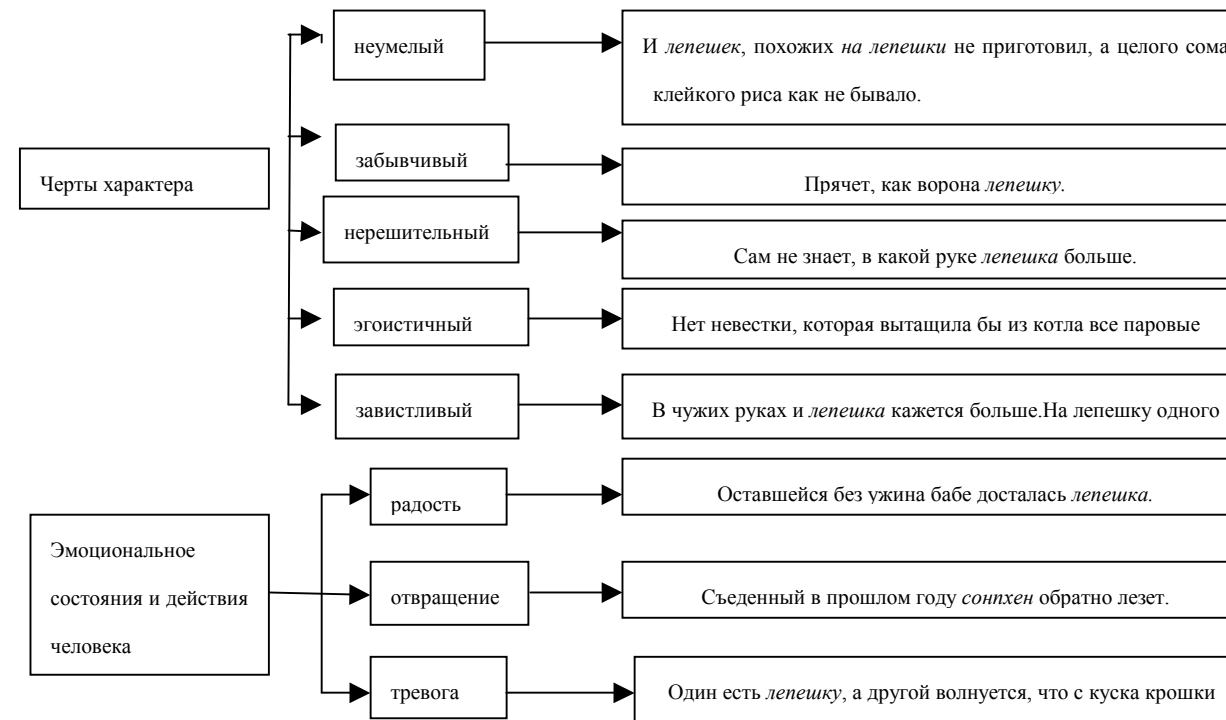 неумелый
И лепешек, похожих на лепешки не приготовил, а целого сома
клейкого риса как не бывало.
забывчивый
Прячет, как ворона лепешку.
Черты характера
нерешительный
Сам не знает, в какой руке лепешка больше.
эгоистичный
Нет невестки, которая вытащила бы из котла все паровые
завистливый
В чужих руках и лепешка кажется больше.На лепешку одного
радость
Оставшейся без ужина бабе досталась лепешка.
Эмоциональное
состояния и действия
человека
отвращение
Съеденный в прошлом году сонпхен обратно лезет.
тревога
Один есть лепешку, а другой волнуется, что с куска крошки